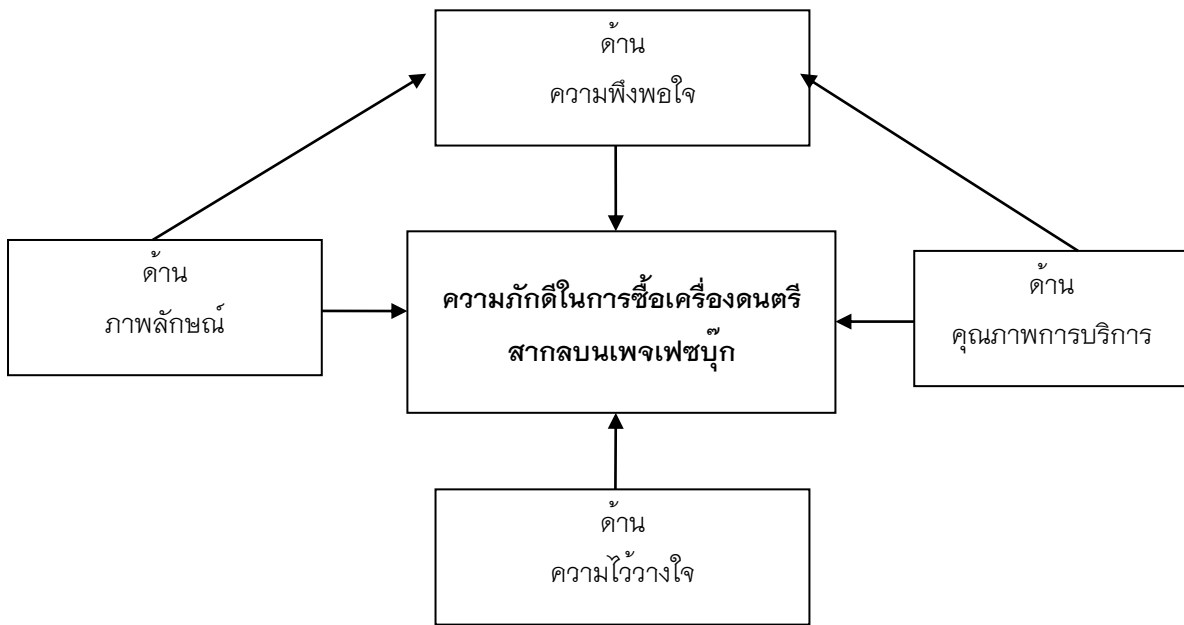 ด้าน
ความพึงพอใจ
ด้าน
ภาพลักษณ์
ความภักดีในการซื้อเครื่องดนตรี
สากลบนเพจเฟซบุ๊ก
ด้าน
คุณภาพการบริการ
ด้าน
ความไว้วางใจ